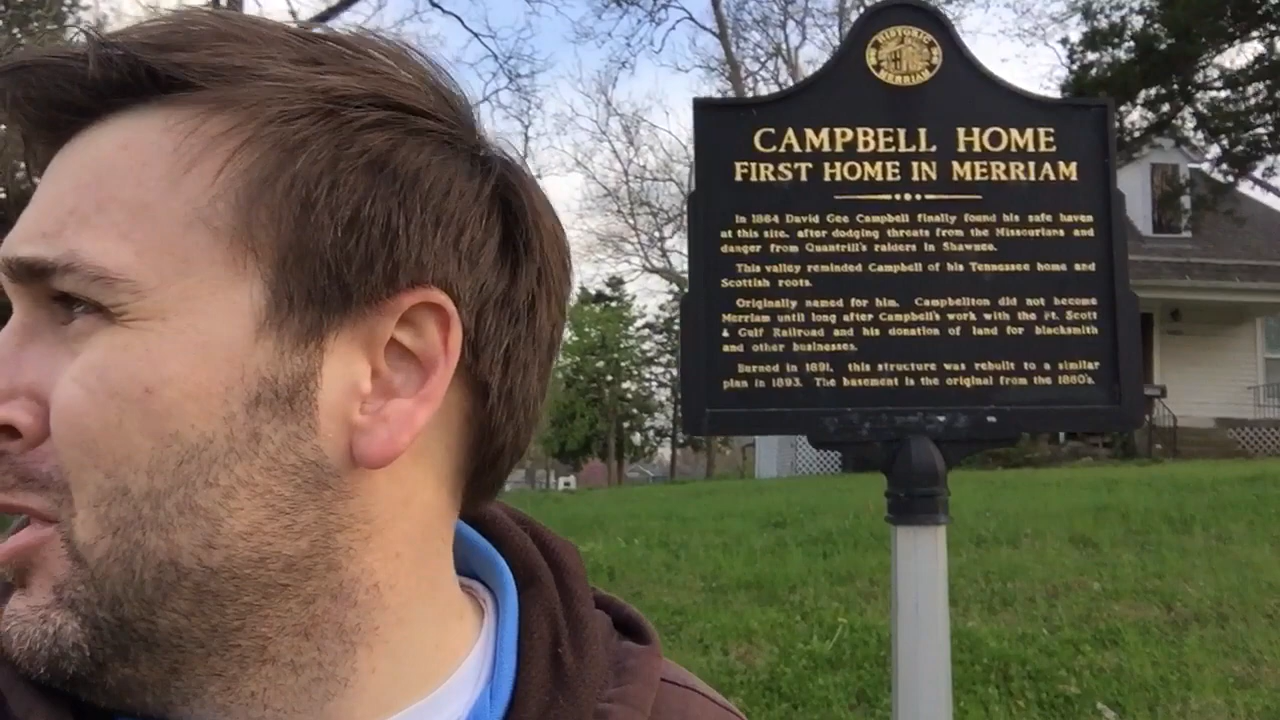 HISTORIC
MERRIAM
CAMPBELL HOME
FIRST HOME IN MERRIAM
In 1864 David Gee Campbell finally found his safe haven
at this site, after dodging threats from the Missourians and
danger from Quantrill's raiders in Shawnee.
This valley reminded Campbell of his Tennessee home and
Scottish roots.
Originally named for him, Campbellton did not become
Merriam until long after Campbell's work with the Ft. Scott
& Gulf Railroad and his donation of land for blacksmith
and other businesses.
Burned in 1891, this structure was rebuilt to a similar
plan in 1893. The basement is the original from the 1860's.